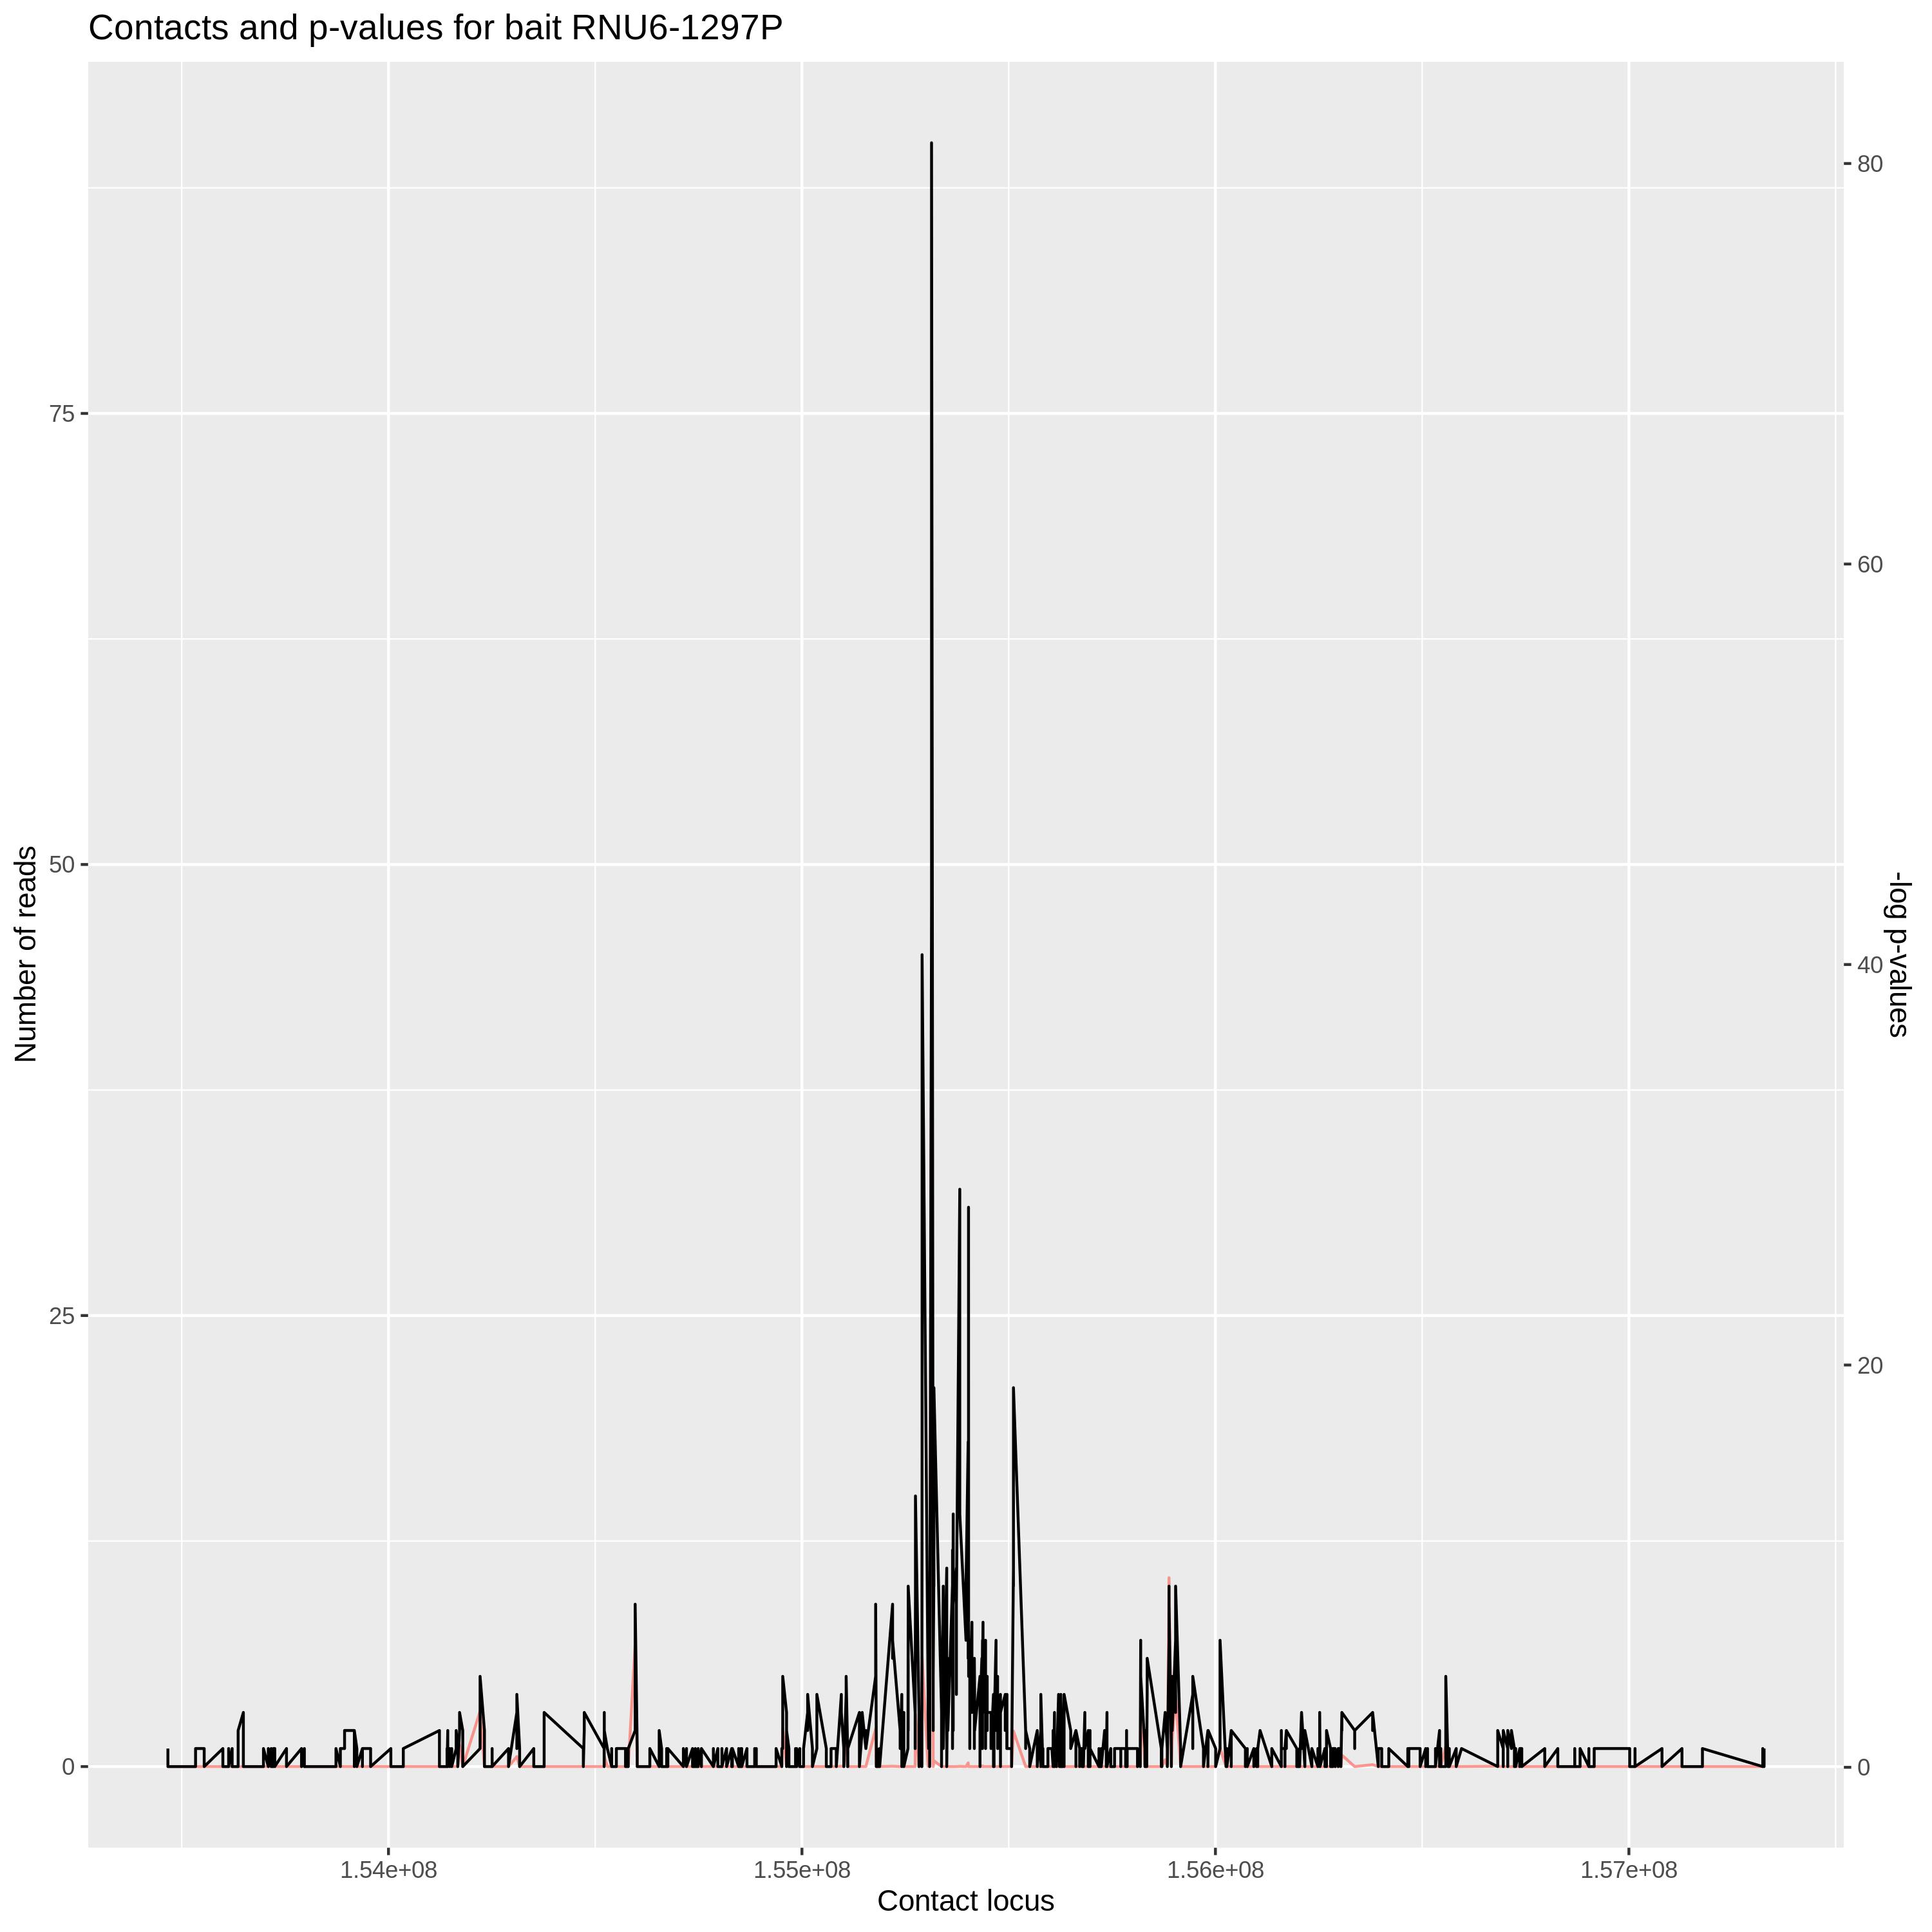 Contacts and p-values for bait RNU6-1297P
80
75
60
50
40
25
20
0
0
Number of reads
-log p-values
1.54e+08
1.55e+08
1.56e+08
1.57e+08
Contact locus